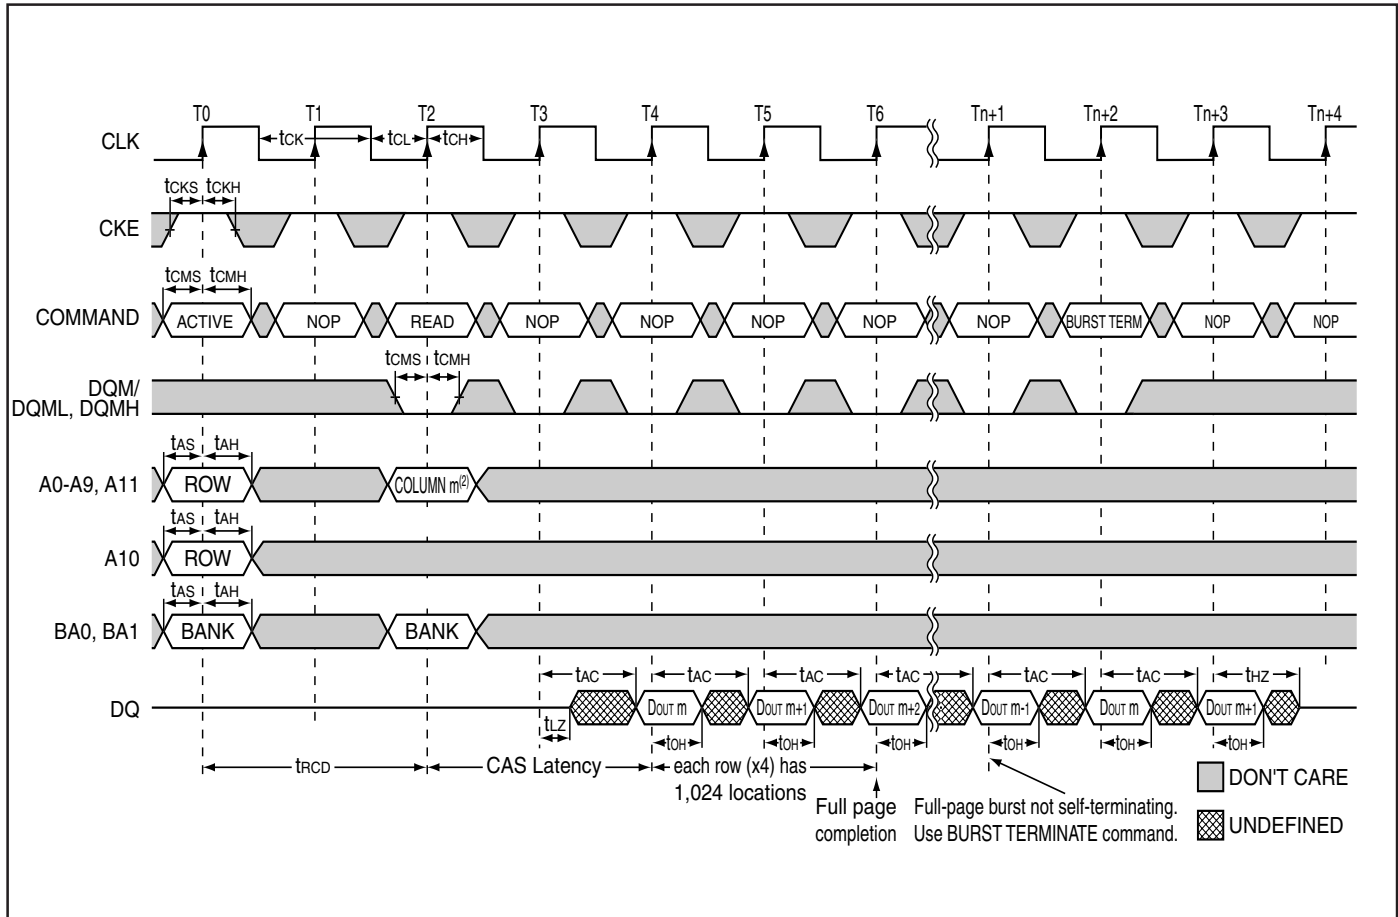 T0 T1 T2 T3 T4 T5 T6 Tn+1 Tn+2 Tn+3 Tn+4
CLK tCK tCL tCH
tCKS tCKH
CKE
tCMS tCMH
COMMAND ACTIVE NOP READ NOP NOP NOP NOP NOP BURST TERM NOP NOP
tCMS tCMH
DQM/
DQML, DQMH
tAS tAH
A0-A9, A11 ROW COLUMN m(2)
tAS tAH
A10 ROW
tAS tAH
BA0, BA1 BANK BANK
tAC tAC tAC tAC tAC tAC tHZ
DQ DOUT m DOUT m+1 DOUT m+2 DOUT m-1 DOUT m DOUT m+1
tLZ tOH tOH tOH tOH tOH tOH
tRCD CAS Latency each row (x4) has
1,024 locations
Full page
completion
Full-page burst not self-terminating.
Use BURST TERMINATE command.
DON'T CARE
UNDEFINED